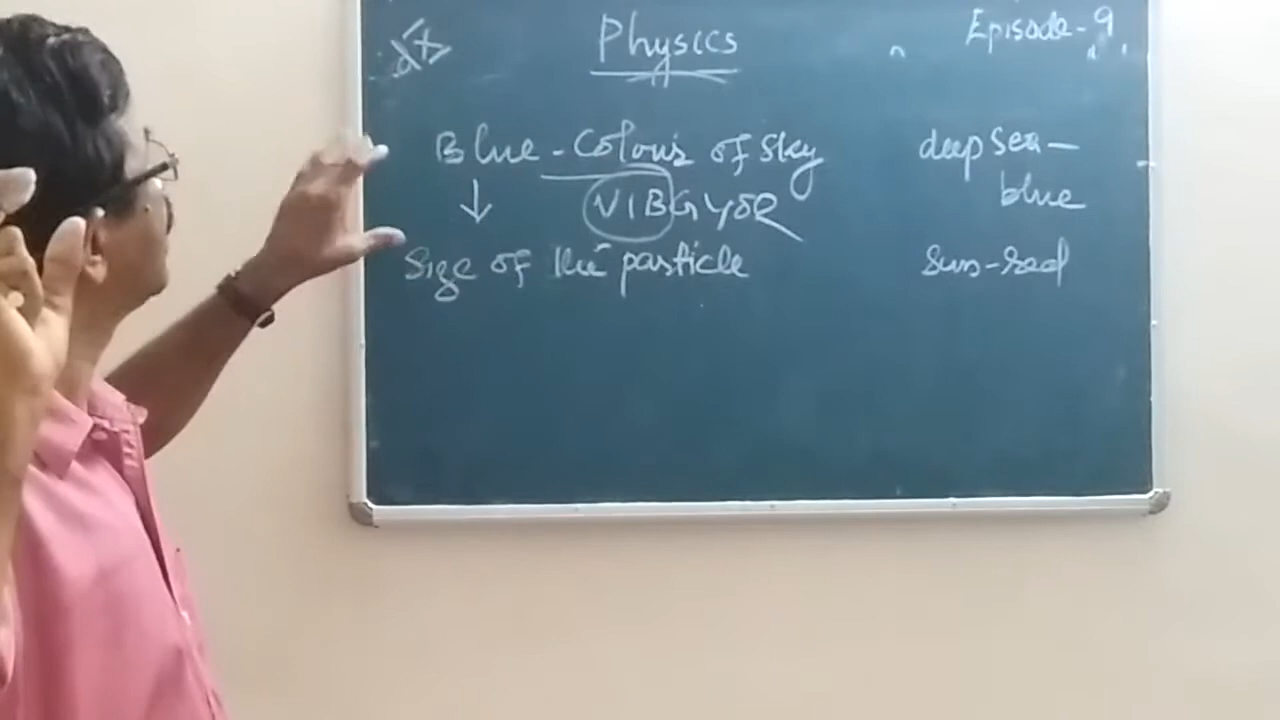 Physics
Episode-9
Blue-Colour of Sky
VIBGYOR
Size of the particle
deep sea-
blue
Sun-red